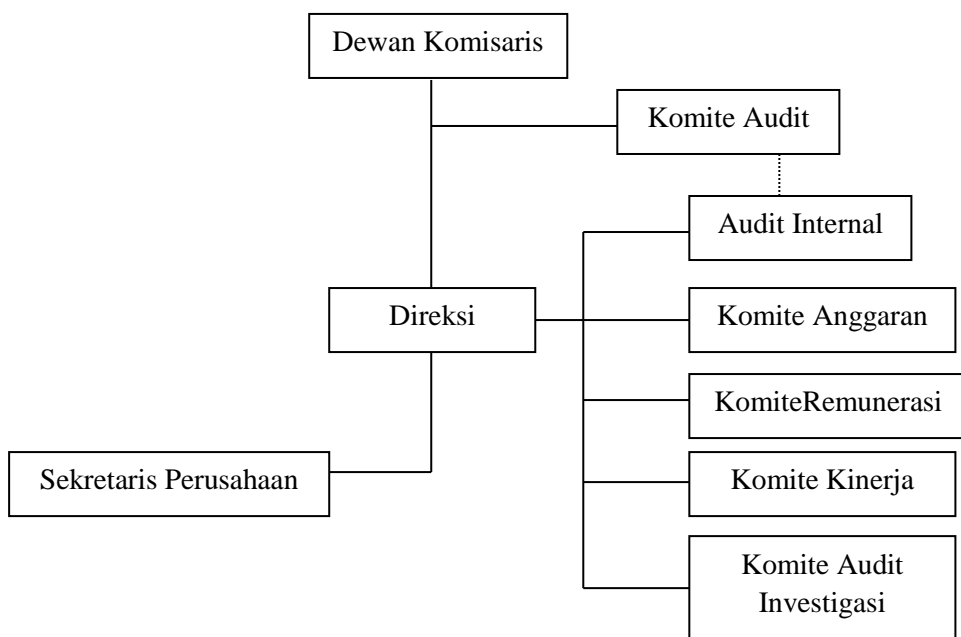 Dewan Komisaris
Komite Audit
Audit Internal
Direksi
Komite Anggaran
KomiteRemunerasi
Sekretaris Perusahaan
Komite Kinerja
Komite Audit
Investigasi